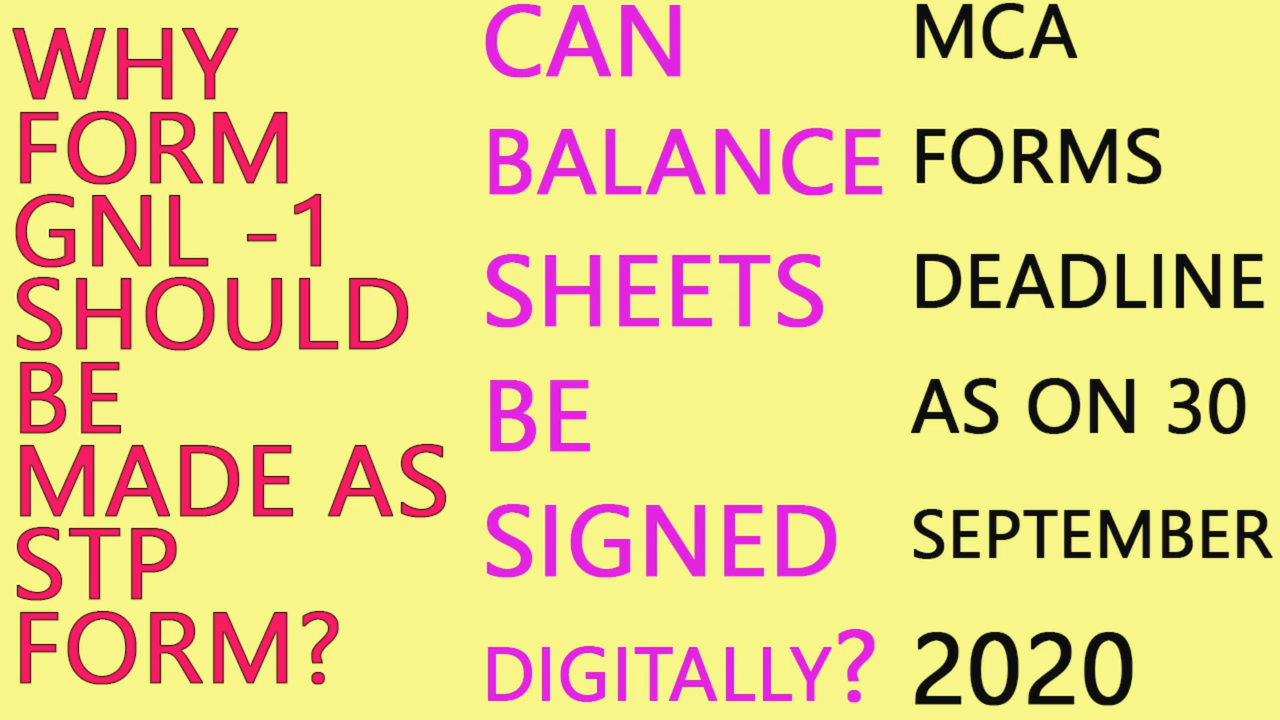 WHY
FORM
GNL -1
SHOULD
BE
MADE AS
STP
FORM?
CAN
BALANCE
SHEETS
BE
SIGNED
DIGITALLY?
MCA
FORMS
DEADLINE
AS ON 30
SEPTEMBER
2020